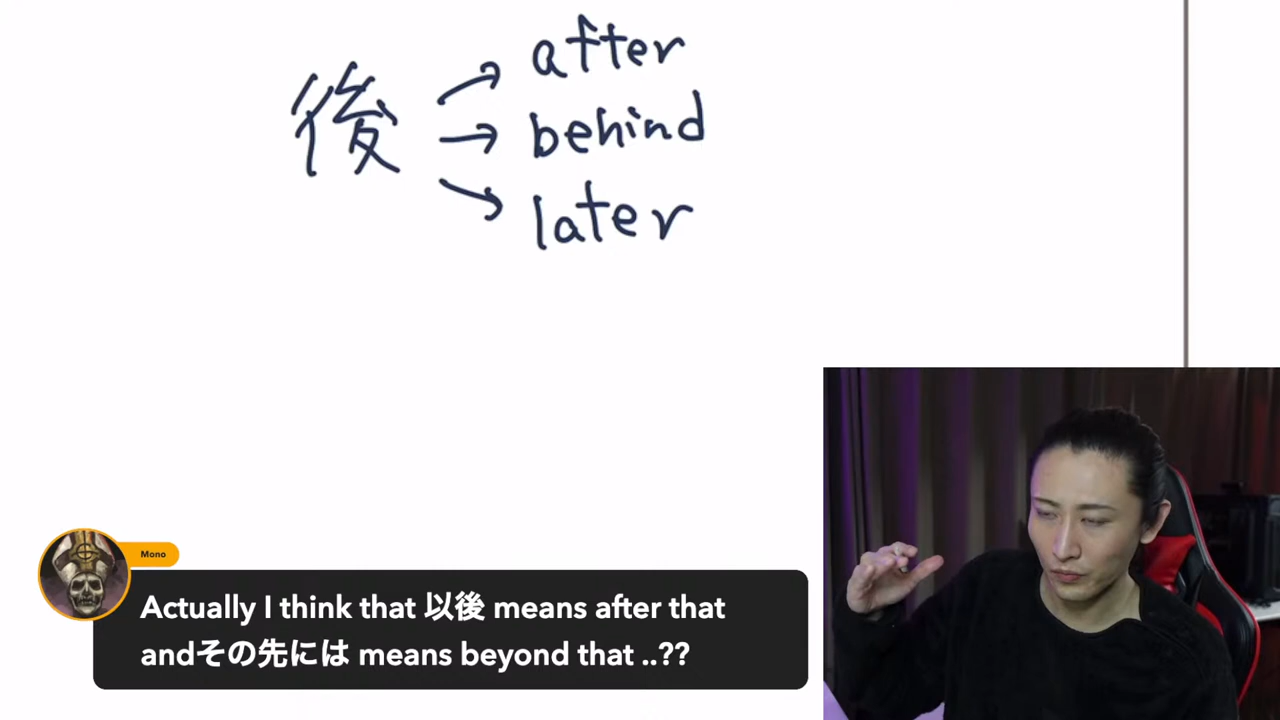 後
after
behind
later
Mono
Actually I think that 以後 means after that
andその先には means beyond that ..??